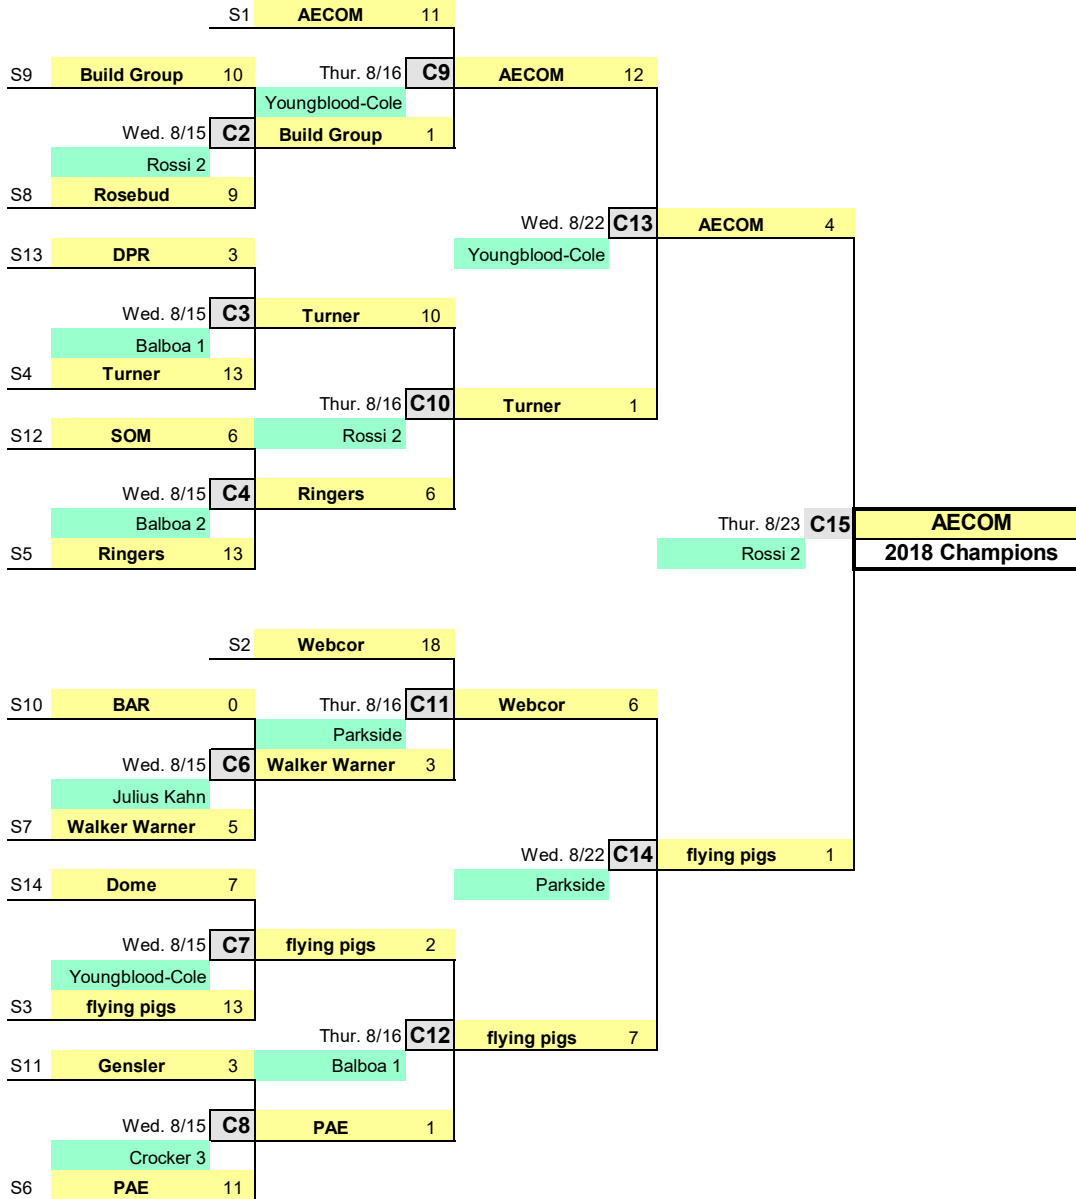 S1 AECOM 11
S9 Build Group 10 Thur. 8/16 C9 AECOM 12
Youngblood-Cole
Wed. 8/15 C2 Build Group 1
Rossi 2
S8 Rosebud 9
Wed. 8/22 C13 AECOM 4
S13 DPR 3 Youngblood-Cole
Wed. 8/15 C3 Turner 10
Balboa 1
S4 Turner 13
Thur. 8/16 C10 Turner 1
S12 SOM 6 Rossi 2
Wed. 8/15 C4 Ringers 6
Balboa 2 Thur. 8/23 C15 AECOM
S5 Ringers 13 Rossi 2 2018 Champions
S2 Webcor 18
S10 BAR 0 Thur. 8/16 C11 Webcor 6
Parkside
Wed. 8/15 C6 Walker Warner 3
Julius Kahn
S7 Walker Warner 5
Wed. 8/22 C14 flying pigs 1
S14 Dome 7 Parkside
Wed. 8/15 C7 flying pigs 2
Youngblood-Cole
S3 flying pigs 13
Thur. 8/16 C12 flying pigs 7
S11 Gensler 3 Balboa 1
Wed. 8/15 C8 PAE 1
Crocker 3
S6 PAE 11